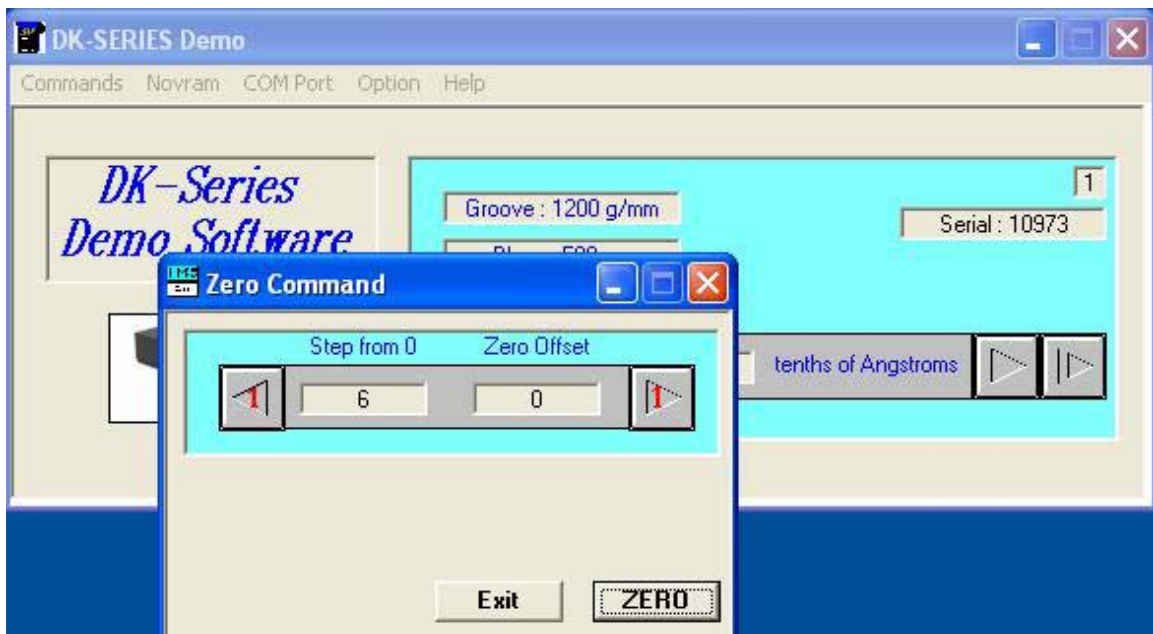 DK-SERIES Demo
Commands Novram COM Port Option Help
DK-Series
Demo Software
Groove : 1200 g/mm
1
Serial : 10973
tenths of Angstroms
Zero Command
Step from 0 Zero Offset
1 6 0 1
Exit ZERO